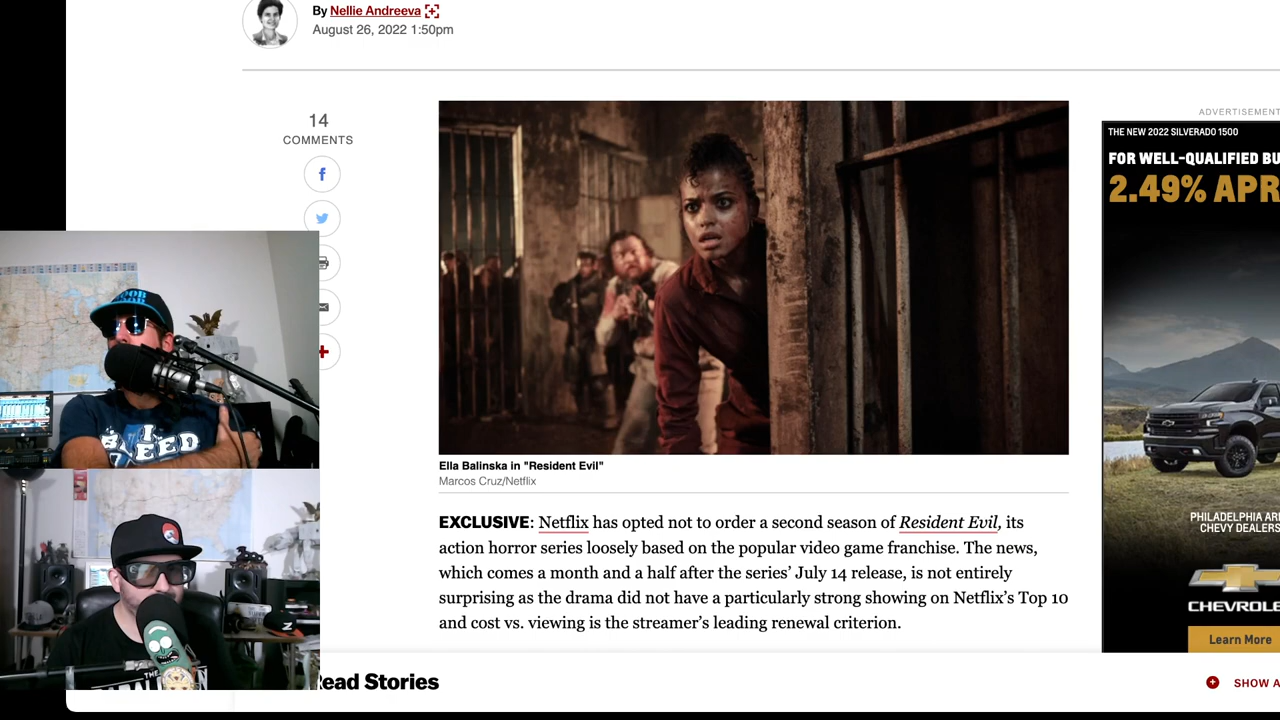 By Nellie Andreeva
August 26, 2022 1:50pm
14
COMMENTS
ADVERTISEMENT
THE NEW 2022 SILVERADO 1500
FOR WELL-QUALIFIED BU
2.49% APR
Ella Balinska in "Resident Evil"
Marcos Cruz/Netflix
EXCLUSIVE: Netflix has opted not to order a second season of Resident Evil, its
action horror series loosely based on the popular video game franchise. The news,
which comes a month and a half after the series’ July 14 release, is not entirely
surprising as the drama did not have a particularly strong showing on Netflix’s Top 10
and cost vs. viewing is the streamer’s leading renewal criterion.
PHILADELPHIA AR
CHEVY DEALERS
CHEVROLE
Learn More
ead Stories
SHOW A
I
THE